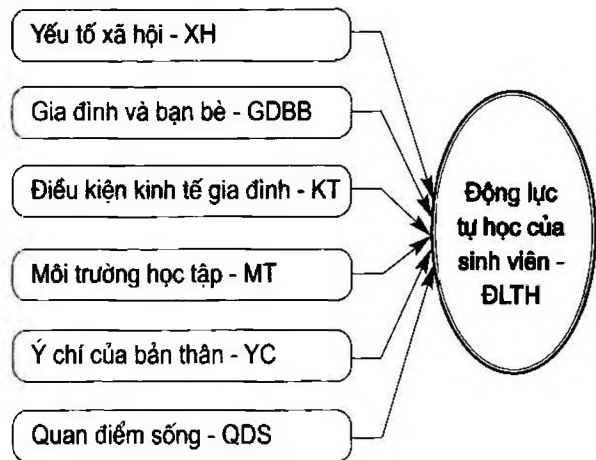 Yếu tố xã hội - XH
Gia đình và bạn bè - GDBB
Điều kiện kinh tế gia đình - KT
Môi trường học tập - MT
Ý chí của bản thân - YC
Quan điểm sống - QDS
Động lực
tự học của
sinh viên -
ĐLTH